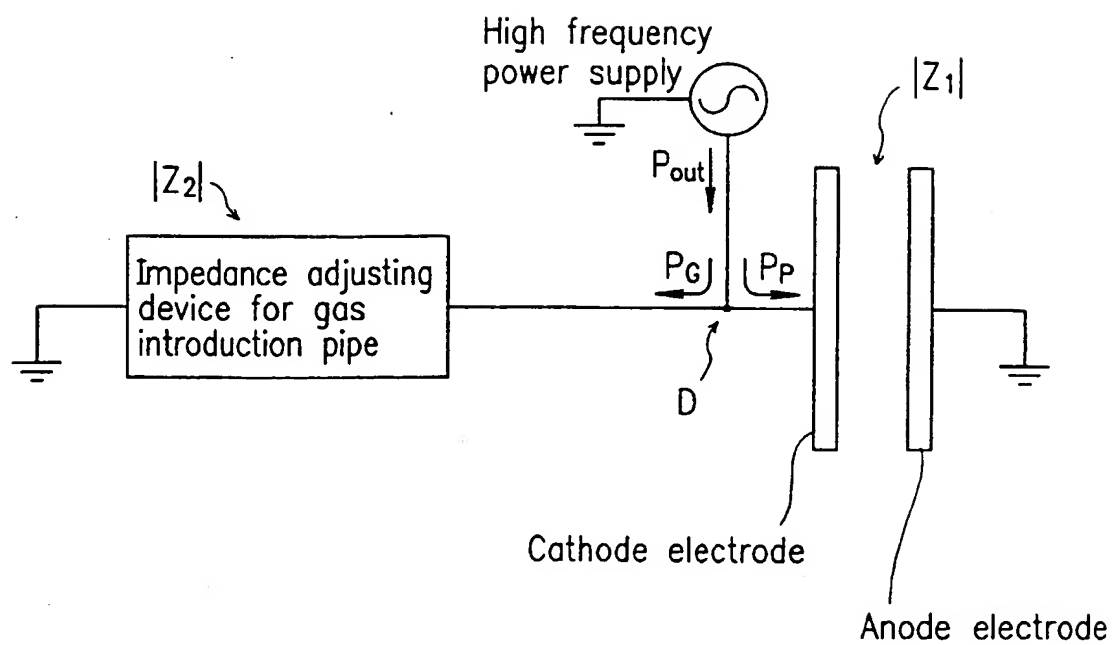 High frequency
power supply
|Z1|
Pout
|Z2|
PG
PP
Impedance adjusting
device for gas
introduction pipe
D
Cathode electrode
Anode electrode